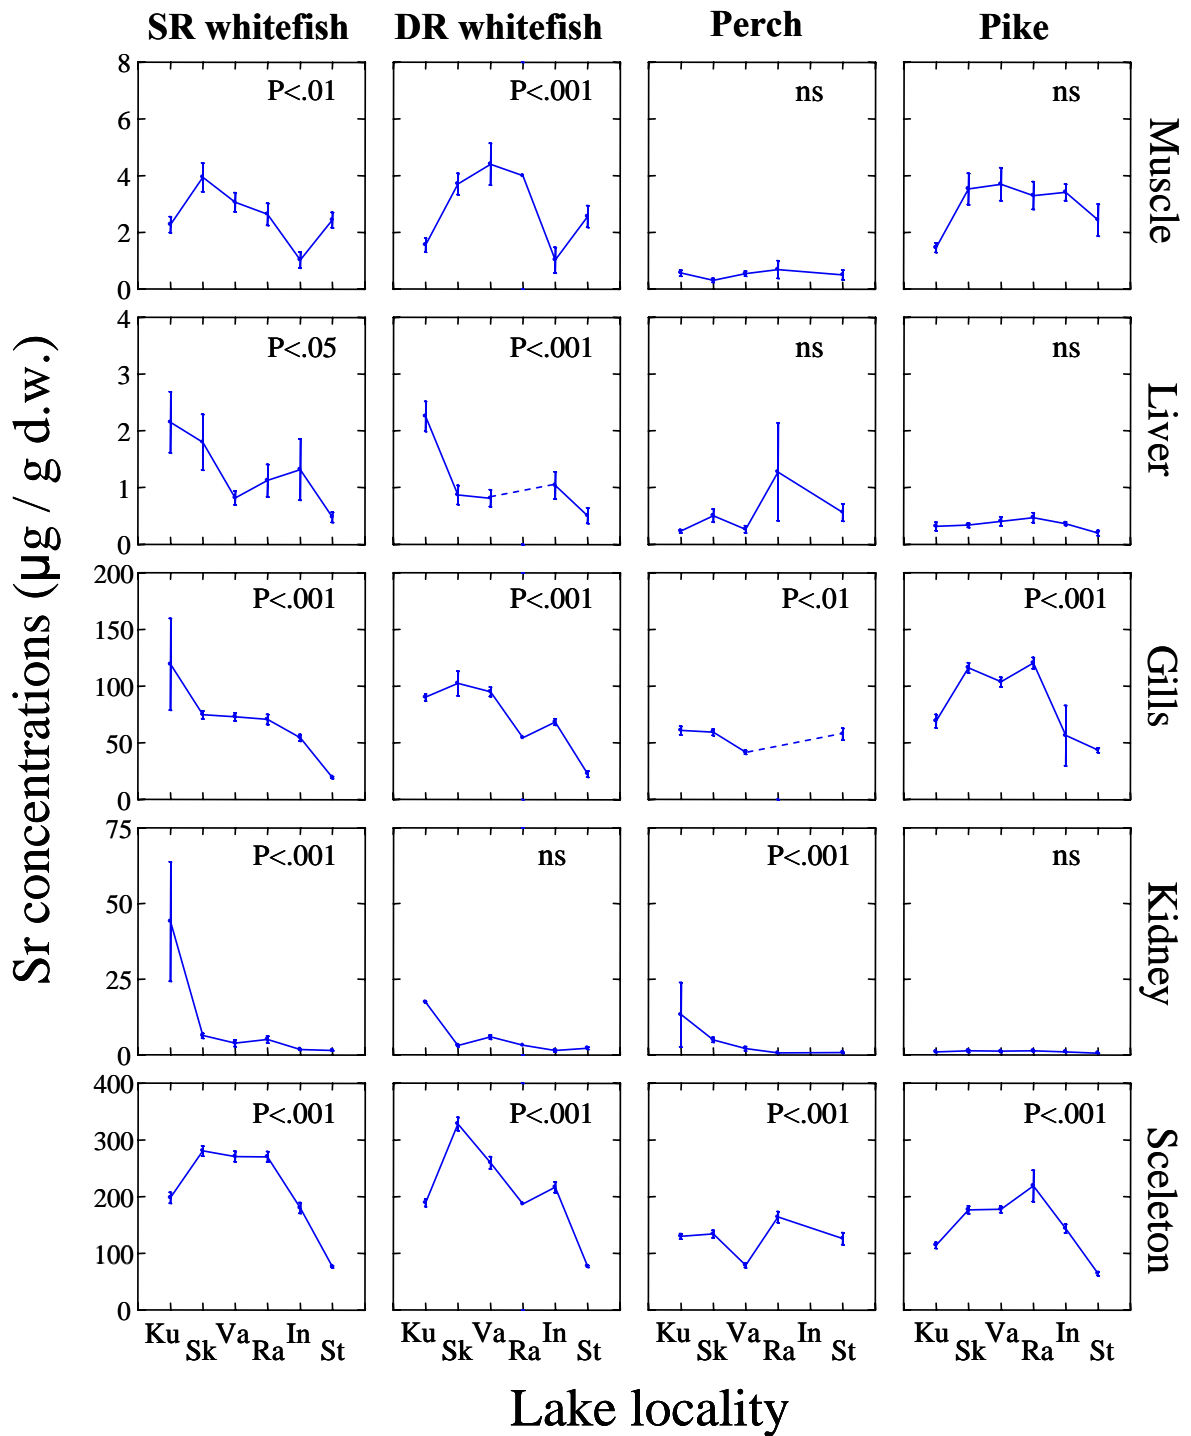 SR whitefish DR whitefish Perch Pike
8 P<.01 P<.001 ns ns
6
4
2
0
Muscle
4 P<.05 P<.001 ns ns
3
2
1
0
Liver
200 P<.001 P<.001 P<.01 P<.001
150
100
50
0
Gills
75 P<.001 ns P<.001 ns
50
25
0
Kidney
400 P<.001 P<.001 P<.001 P<.001
300
200
100
0
Sceleton
Sr concentrations (µg / g d.w.)
Ku Sk Va Ra In St Ku Sk Va Ra In St Ku Sk Va Ra In St Ku Sk Va Ra In St
Lake locality